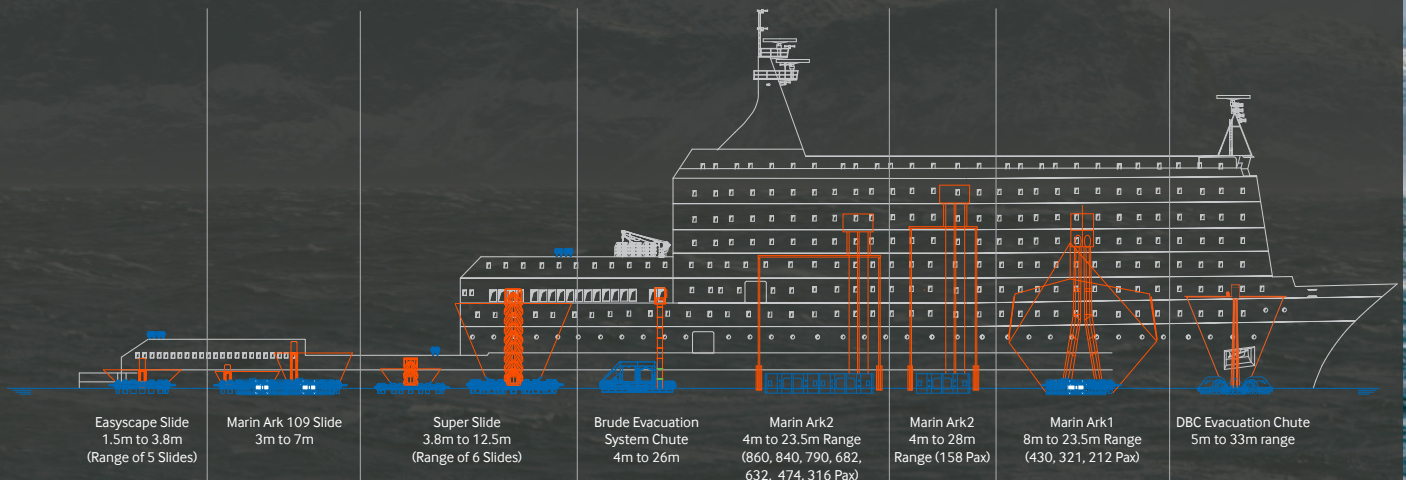 Easyscape Slide
1.5m to 3.8m
(Range of 5 Slides)
Marin Ark 109 Slide
3m to 7m
Super Slide
3.8m to 12.5m
(Range of 6 Slides)
Brude Evacuation
System Chute
4m to 26m
Marin Ark2
4m to 23.5m Range
(860, 840, 790, 682,
632, 474, 316 Pax)
Marin Ark2
4m to 28m
Range (158 Pax)
Marin Ark1
8m to 23.5m Range
(430, 321, 212 Pax)
DBC Evacuation Chute
5m to 33m range